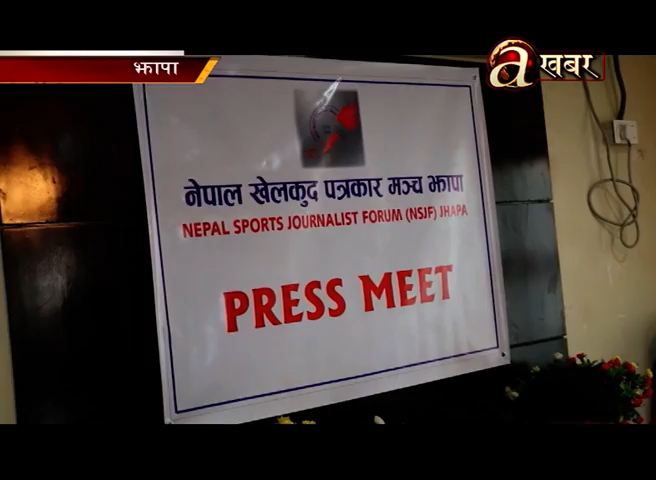 झापा
a खबर
नेपाल खेलकुद पत्रकार मञ्च झापा
NEPAL SPORTS JOURNALIST FORUM (NSJF) JHAPA
PRESS MEET